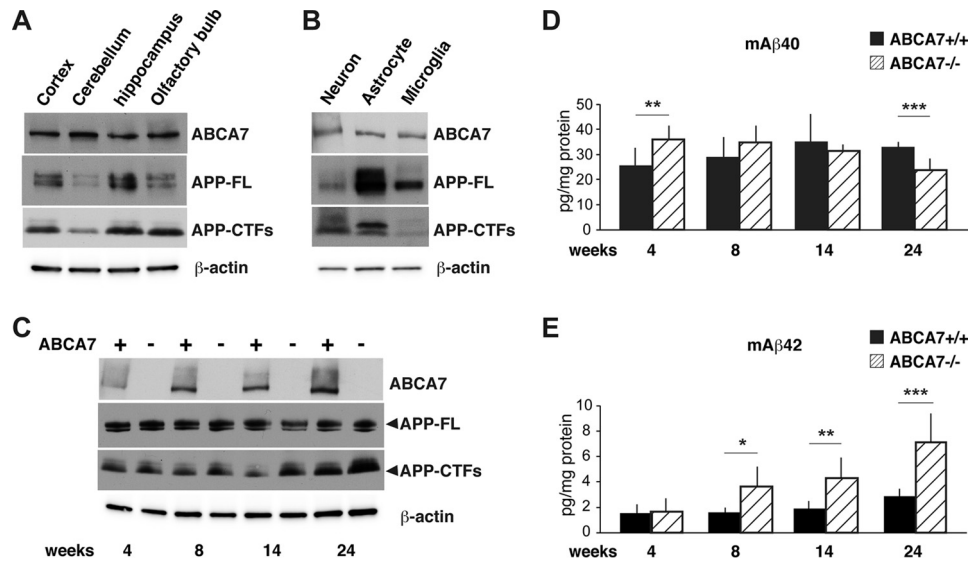 A
Cortex
Cerebellum
hippocampus
Olfactory bulb
ABCA7
APP-FL
APP-CTFs
β-actin
B
Neuron
Astrocyte
Microglia
ABCA7
APP-FL
APP-CTFs
β-actin
C
ABCA7 + - + - + - + -
ABCA7
APP-FL
APP-CTFs
β-actin
weeks 4 8 14 24
D
mAβ40
ABCA7+/+
ABCA7-/-
pg/mg protein
50
40
30
20
10
0
** ***
weeks 4 8 14 24
E
mAβ42
ABCA7+/+
ABCA7-/-
pg/mg protein
10
8
6
4
2
0
* ** ***
weeks 4 8 14 24